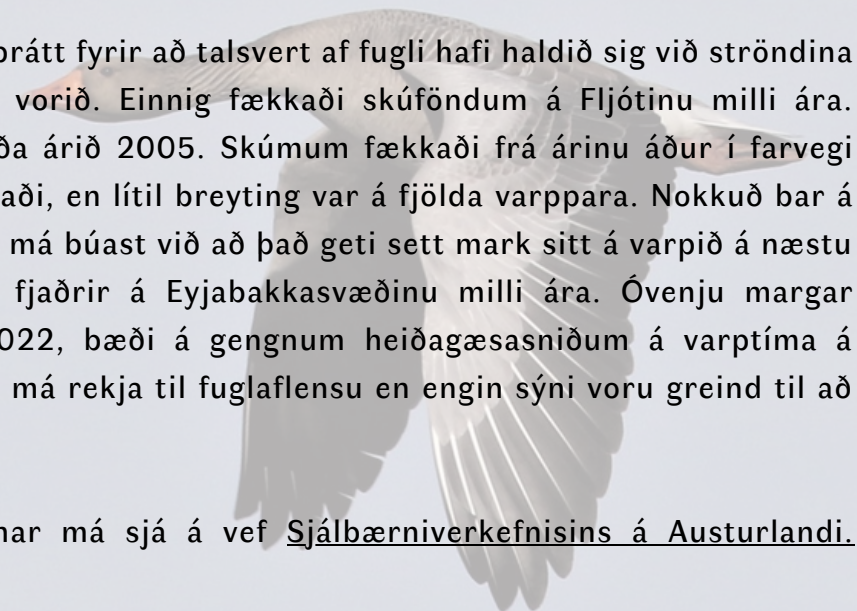 þrátt fyrir að talsvert af fugli hafi haldið sig við ströndina
vorið. Einnig fækkaði skúföndum á Fljótinu milli ára.
ða árið 2005. Skúmum fækkaði frá árinu áður í farvegi
aði, en lítil breyting var á fjölda varppara. Nokkuð bar á
má búast við að það geti sett mark sitt á varpið á næstu
fjaðrir á Eyjabakkasvæðinu milli ára. Óvenju margar
022, bæði á gengnum heiðagæsasniðum á varptíma á
má rekja til fuglaflensu en engin sýni voru greind til að
nar má sjá á vef Sjálbærniverkefnisins á Austurlandi.